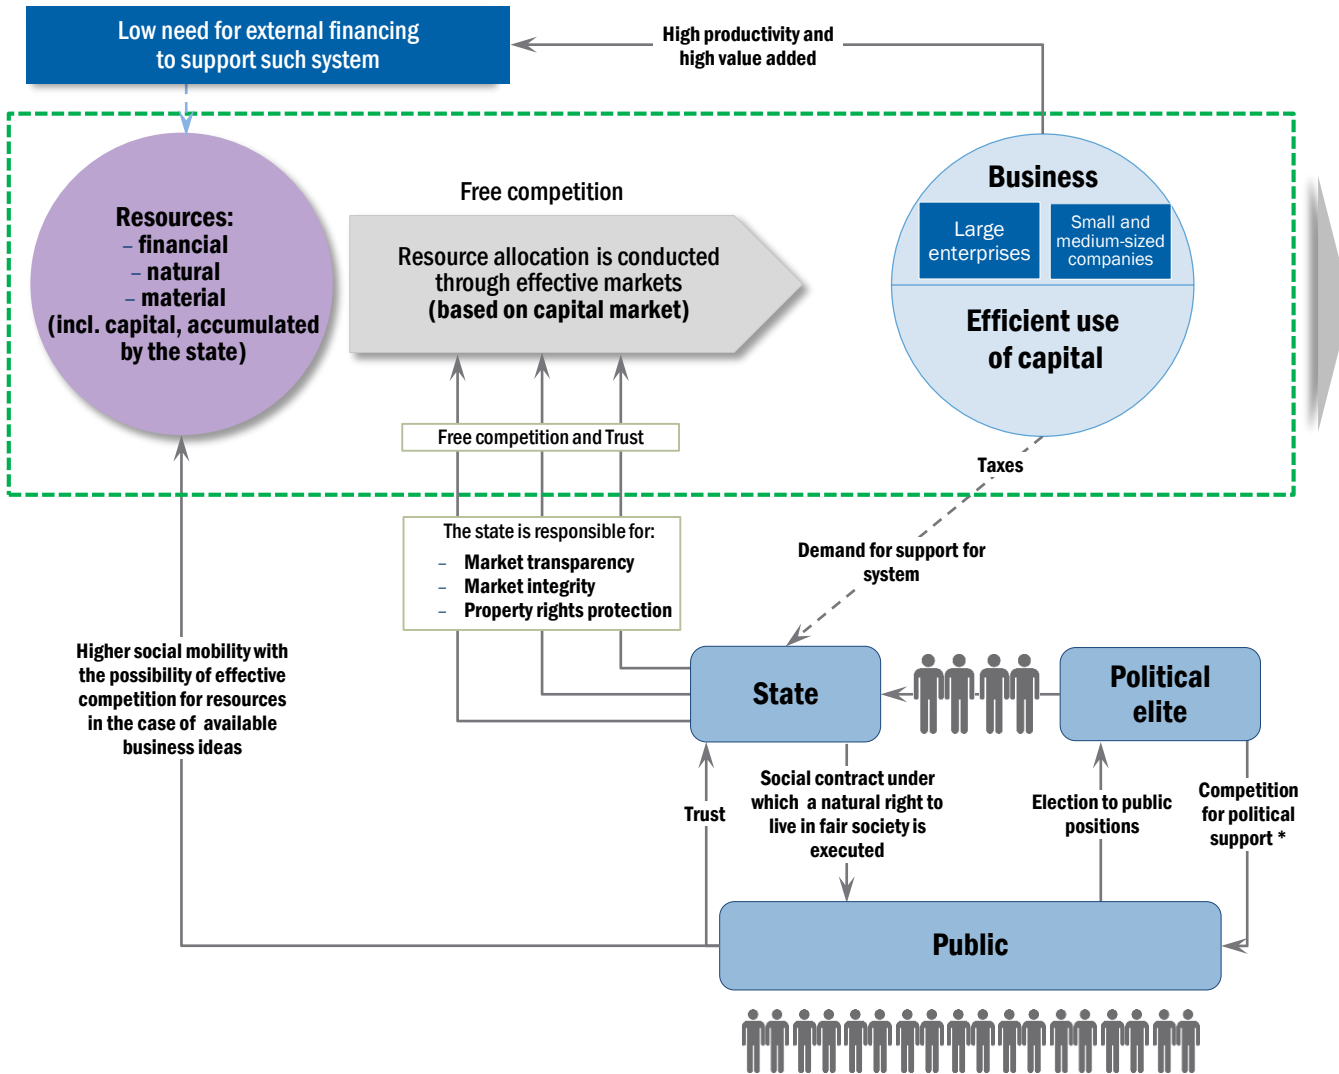 Low need for external financing
to support such system
High productivity and
high value added
Resources:
– financial
– natural
– material
(incl. capital, accumulated
by the state)
Free competition
Resource allocation is conducted
through effective markets
(based on capital market)
Business
Large
enterprises
Small and
medium-sized
companies
Efficient use
of capital
Free competition and Trust
Taxes
The state is responsible for:
– Market transparency
– Market integrity
– Property rights protection
Demand for support for
system
Higher social mobility with
the possibility of effective
competition for resources
in the case of available
business ideas
State
Political
elite
Trust
Social contract under
which a natural right to
live in fair society is
executed
Election to public
positions
Competition
for political
support *
Public